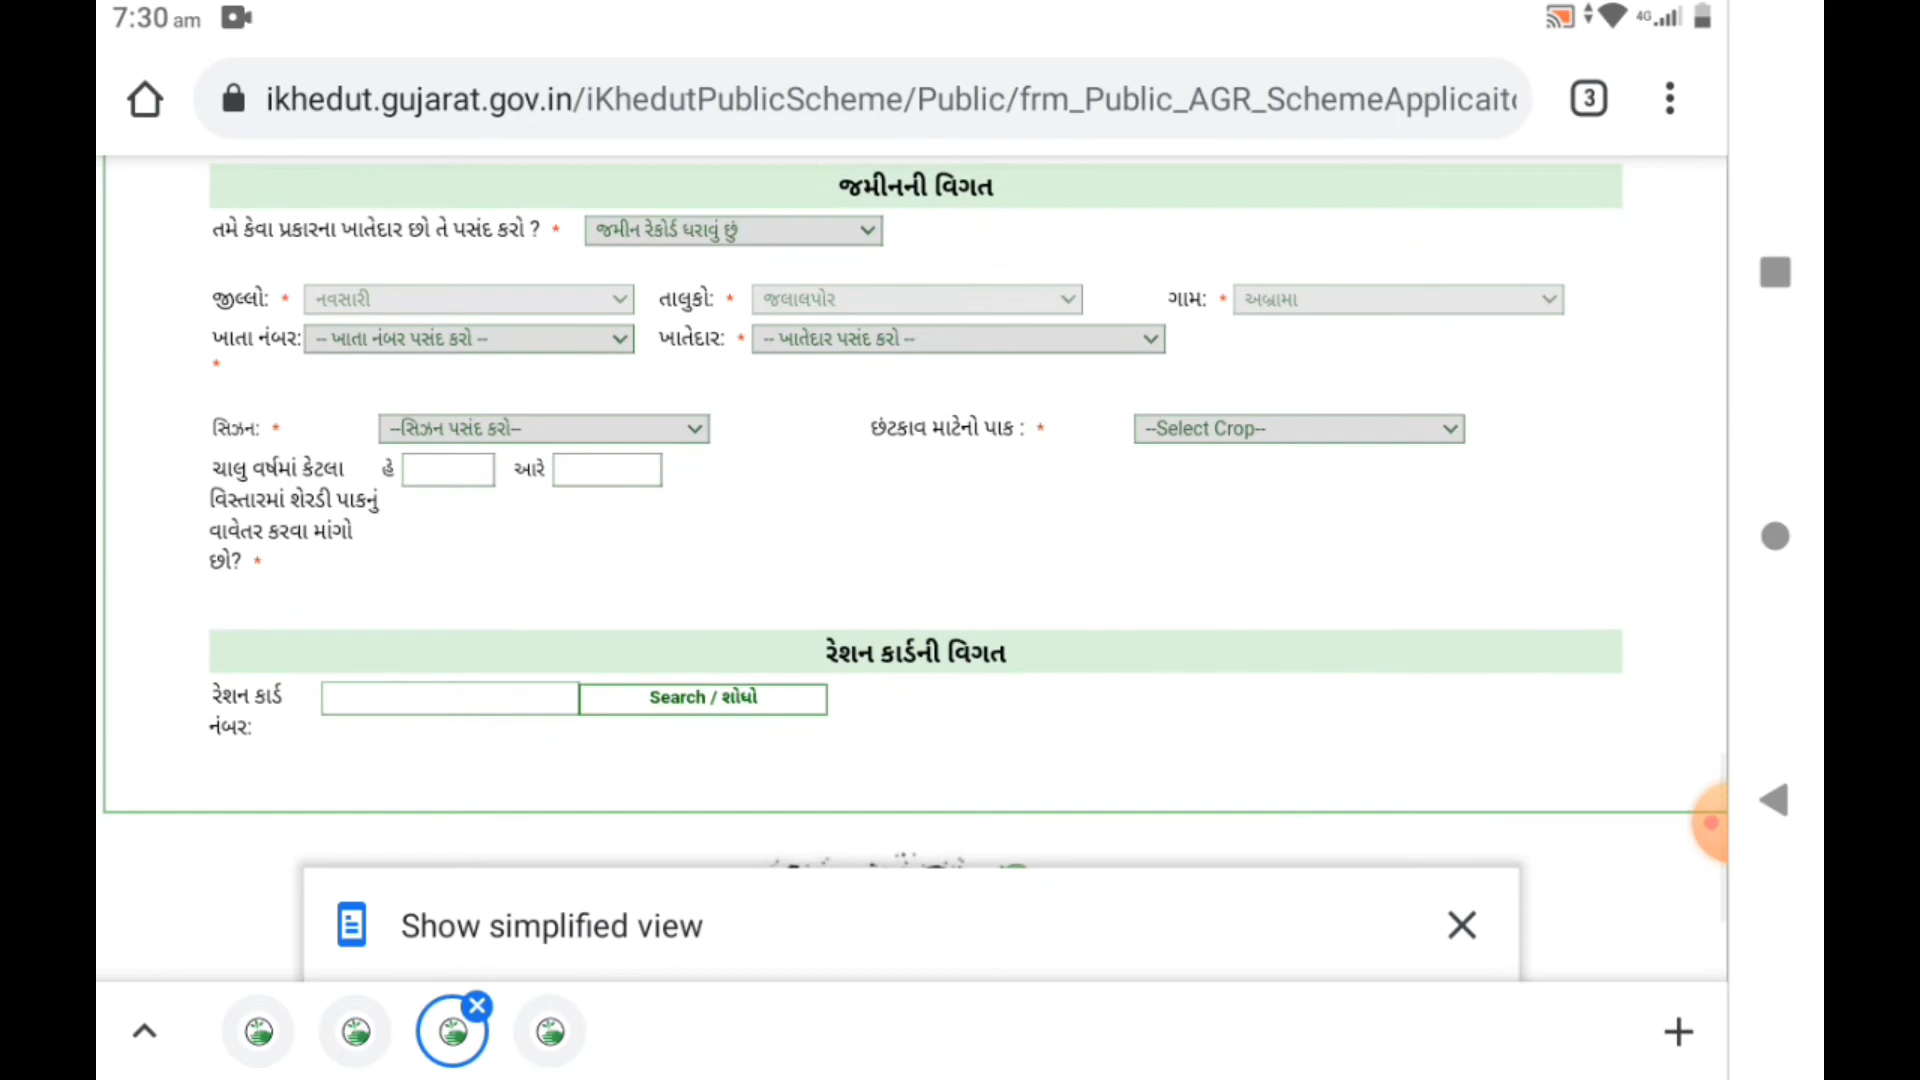 7:30 am
4G
ikhedut.gujarat.gov.in/iKhedutPublicScheme/Public/frm_Public_AGR_SchemeApplicait
3
જમીનની વિગત
તમે કેવા પ્રકારના ખાતેદાર છો તે પસંદ કરો ? * જમીન રેકોર્ડ ધરાવું છું
જીલ્લો: * નવસારી તાલુકો: * જલાલપોર ગામ: * અબ્રામા
ખાતા નંબર: -- ખાતા નંબર પસંદ કરો -- ખાતેદાર: * -- ખાતેદાર પસંદ કરો --
*
સિઝન: * --સિઝન પસંદ કરો-- છંટકાવ માટેનો પાક : * --Select Crop--
ચાલુ વર્ષમાં કેટલા હે આરે
વિસ્તારમાં શેરડી પાકનું
વાવેતર કરવા માંગો
છો? *
રેશન કાર્ડની વિગત
રેશન કાર્ડ Search / શોધો
નંબર:
Show simplified view